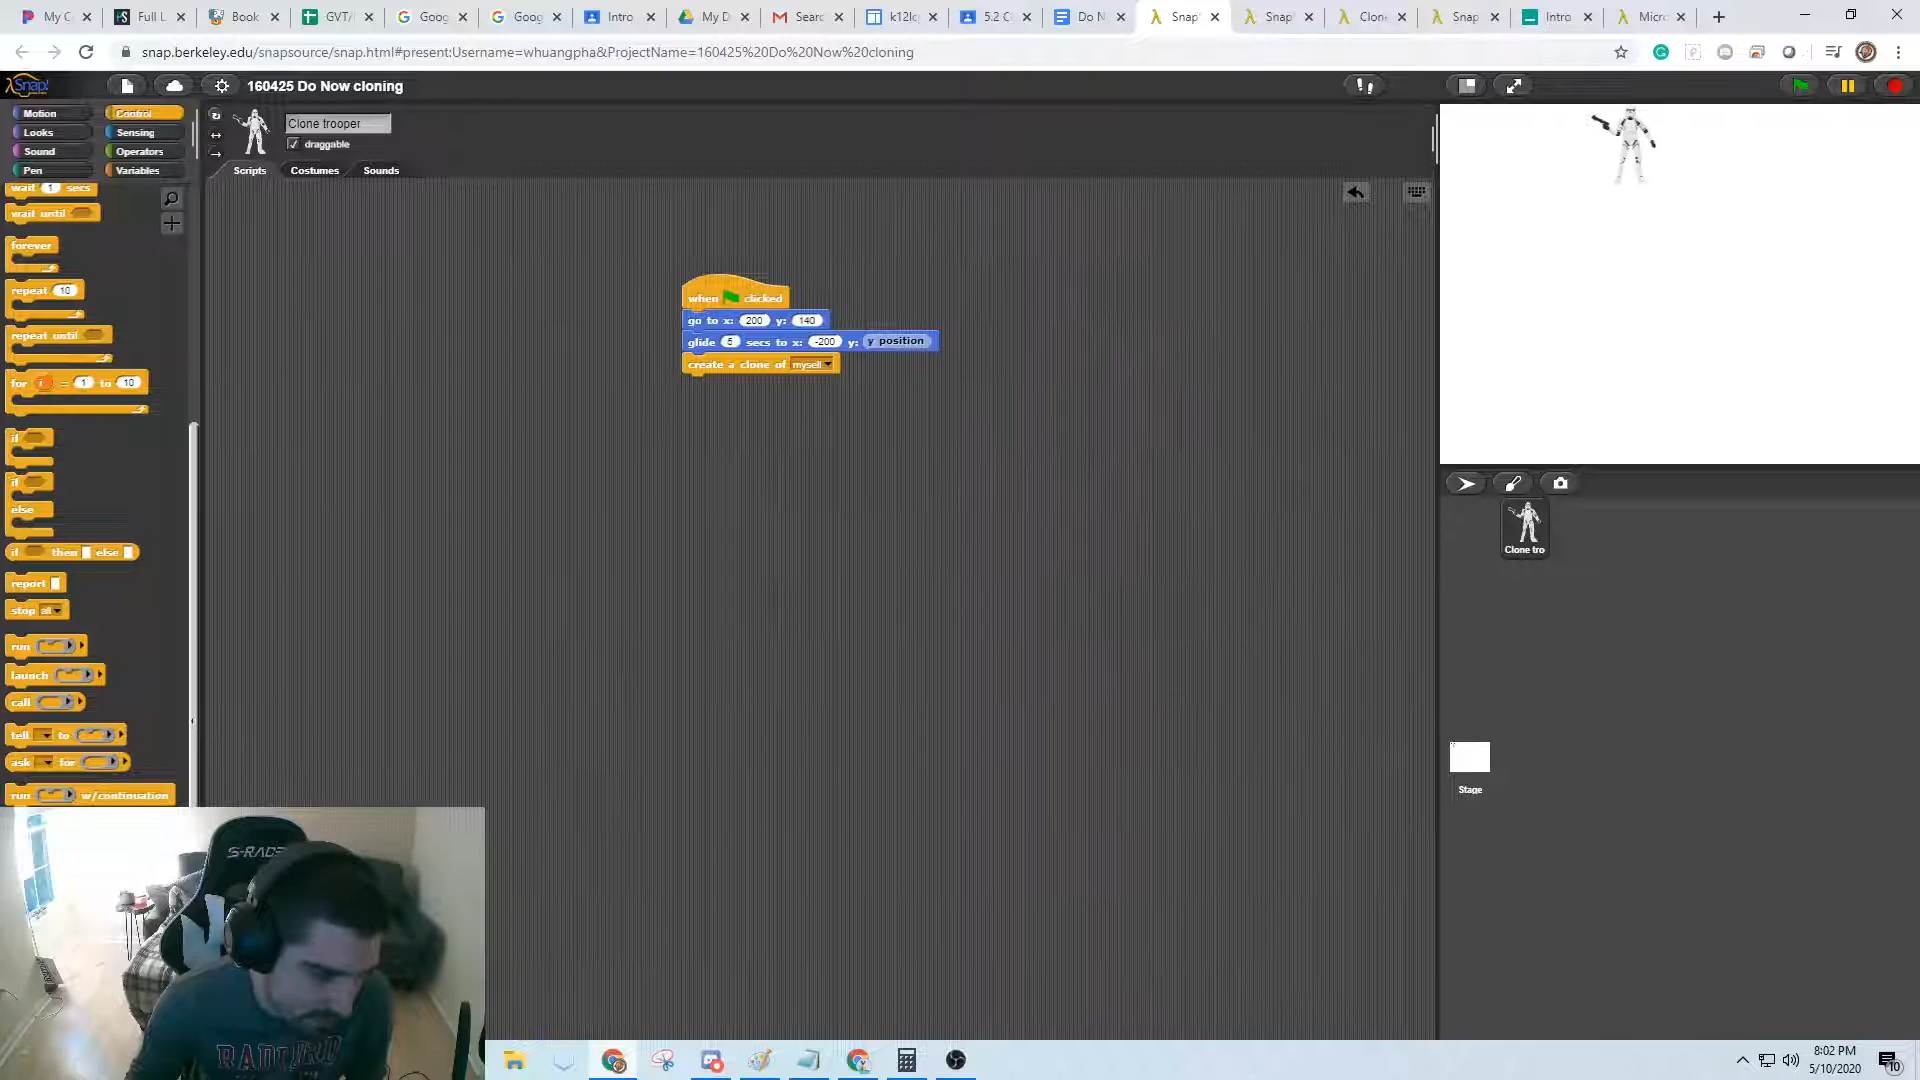 My C
Full L
Book
GVT/
Goog
Goog
Intro
My D
Searc
k12lc
5.2 C
Do N
Snap!
Snap!
Clone
Snap
Intro
Micro
snap.berkeley.edu/snapsource/snap.html#present:Username=whuangpha&ProjectName=160425%20Do%20Now%20cloning
Snap! 160425 Do Now cloning
Motion Control
Looks Sensing
Sound Operators
Pen Variables
Clone trooper
draggable
Scripts Costumes Sounds
wait 1 secs
wait until
forever
repeat 10
repeat until
for i = 1 to 10
if
if
else
if then else
report
stop all
run
launch
call
tell to
ask for
run w/continuation
when clicked
go to x: 200 y: 140
glide 5 secs to x: -200 y: y position
create a clone of myself
Clone tro
Stage
8:02 PM
5/10/2020
10